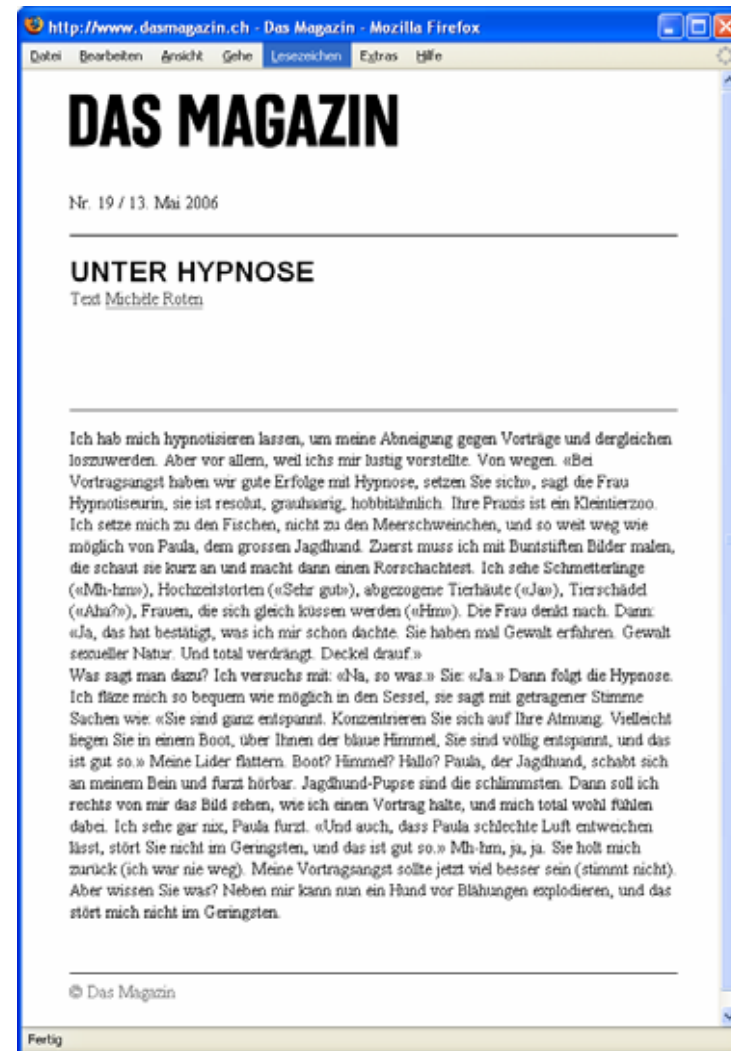 http://www.dasmagazin.ch - Das Magazin - Mozilla Firefox
Datei Bearbeiten Ansicht Gehe Lesezeichen Extras Hilfe
DAS MAGAZIN
Nr. 19 / 13. Mai 2006
UNTER HYPNOSE
Text Michèle Roten
Ich hab mich hypnotisieren lassen, um meine Abneigung gegen Vorträge und dergleichen
loszuwerden. Aber vor allem, weil ichs mir lustig vorstellte. Von wegen. «Bei
Vortragsangst haben wir gute Erfolge mit Hypnose, setzen Sie sich», sagt die Frau
Hypnotiseurin, sie ist resolut, grauhaarig, hobbitähnlich. Ihre Praxis ist ein Kleintierzoo.
Ich setze mich zu den Fischen, nicht zu den Meerschweinchen, und so weit weg wie
möglich von Paula, dem grossen Jagdhund. Zuerst muss ich mit Buntstiften Bilder malen,
die schaut sie kurz an und macht dann einen Rorschachtest. Ich sehe Schmetterlinge
(«Mh-hm»), Hochzeitstorten («Sehr gut»), abgezogene Tierhäute («Ja»), Tierschädel
(«Aha?»), Frauen, die sich gleich küssen werden («Hm»). Die Frau denkt nach. Dann:
«Ja, das hat bestätigt, was ich mir schon dachte. Sie haben mal Gewalt erfahren. Gewalt
sexueller Natur. Und total verdrängt. Deckel drauf.»
Was sagt man dazu? Ich versuchs mit: «Na, so was.» Sie: «Ja.» Dann folgt die Hypnose.
Ich fläze mich so bequem wie möglich in den Sessel, sie sagt mit getragener Stimme
Sachen wie: «Sie sind ganz entspannt. Konzentrieren Sie sich auf Ihre Atmung. Vielleicht
liegen Sie in einem Boot, über Ihnen der blaue Himmel, Sie sind völlig entspannt, und das
ist gut so.» Meine Lider flattern. Boot? Himmel? Hallo? Paula, der Jagdhund, schabt sich
an meinem Bein und furzt hörbar. Jagdhund-Pupse sind die schlimmsten. Dann soll ich
rechts von mir das Bild sehen, wie ich einen Vortrag halte, und mich total wohl fühlen
dabei. Ich sehe gar nix, Paula furzt. «Und auch, dass Paula schlechte Luft entweichen
lässt, stört Sie nicht im Geringsten, und das ist gut so.» Mh-hm, ja, ja. Sie holt mich
zurück (ich war nie weg). Meine Vortragsangst sollte jetzt viel besser sein (stimmt nicht).
Aber wissen Sie was? Neben mir kann nun ein Hund vor Blähungen explodieren, und das
stört mich nicht im Geringsten.
© Das Magazin
Fertig